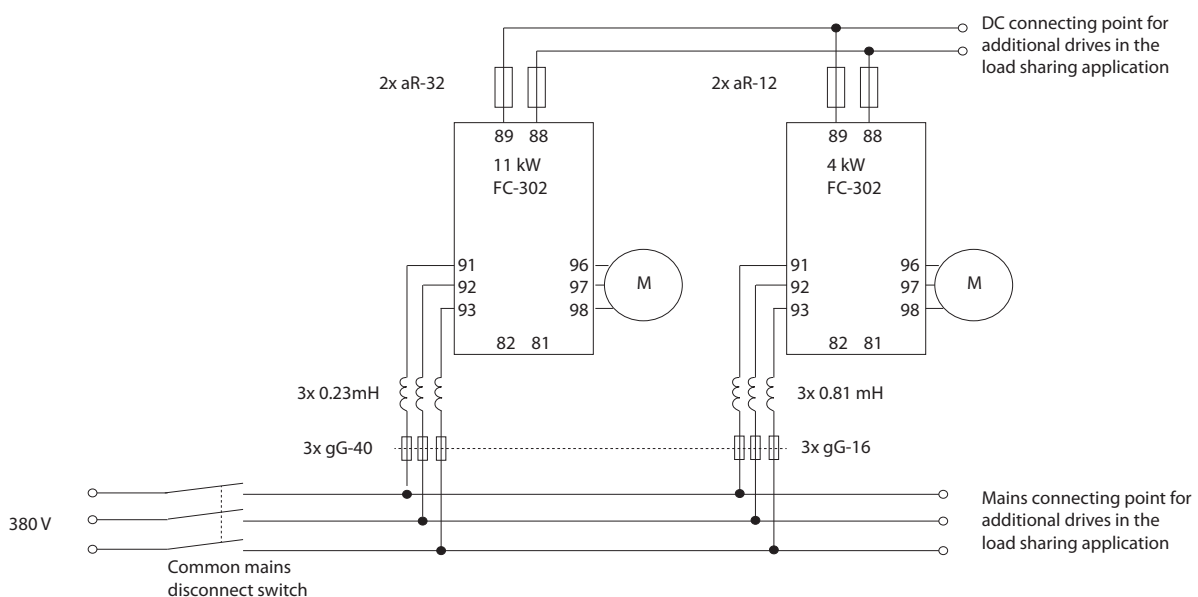 DC connecting point for
additional drives in the
load sharing application
2x aR-32
2x aR-12
89 88
89 88
11 kW
FC-302
4 kW
FC-302
91
92
93
96
97
98
M
91
92
93
96
97
98
M
82 81
82 81
3x 0.23mH
3x 0.81 mH
3x gG-40
3x gG-16
380 V
Mains connecting point for
additional drives in the
load sharing application
Common mains
disconnect switch